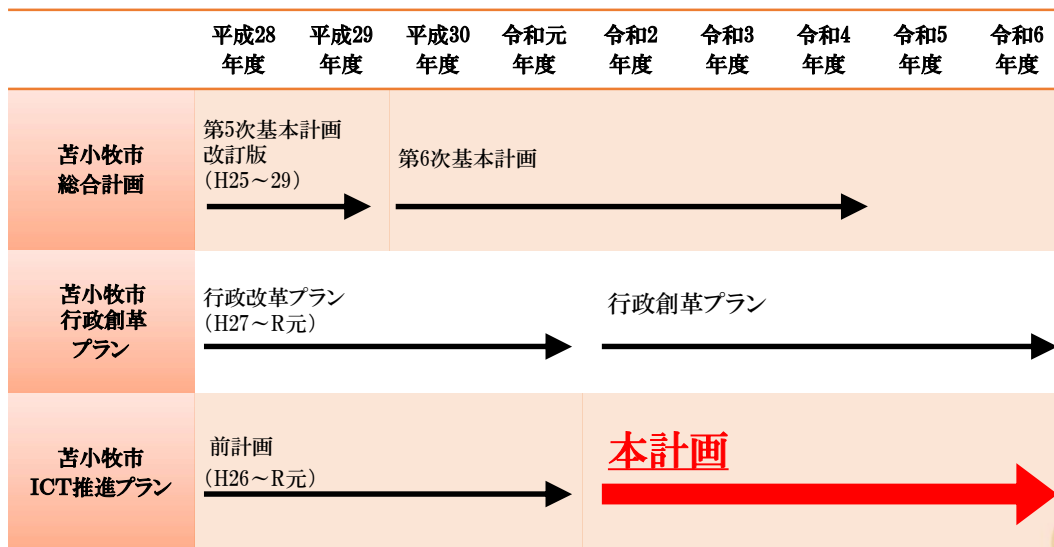 平成28
年度
平成29
年度
平成30
年度
令和元
年度
令和2
年度
令和3
年度
令和4
年度
令和5
年度
令和6
年度
苫小牧市
総合計画
第5次基本計画
改訂版
（H25～29）
第6次基本計画
苫小牧市
行政創革
プラン
行政改革プラン
（H27～R元）
行政創革プラン
苫小牧市
ICT推進プラン
前計画
（H26～R元）
本計画